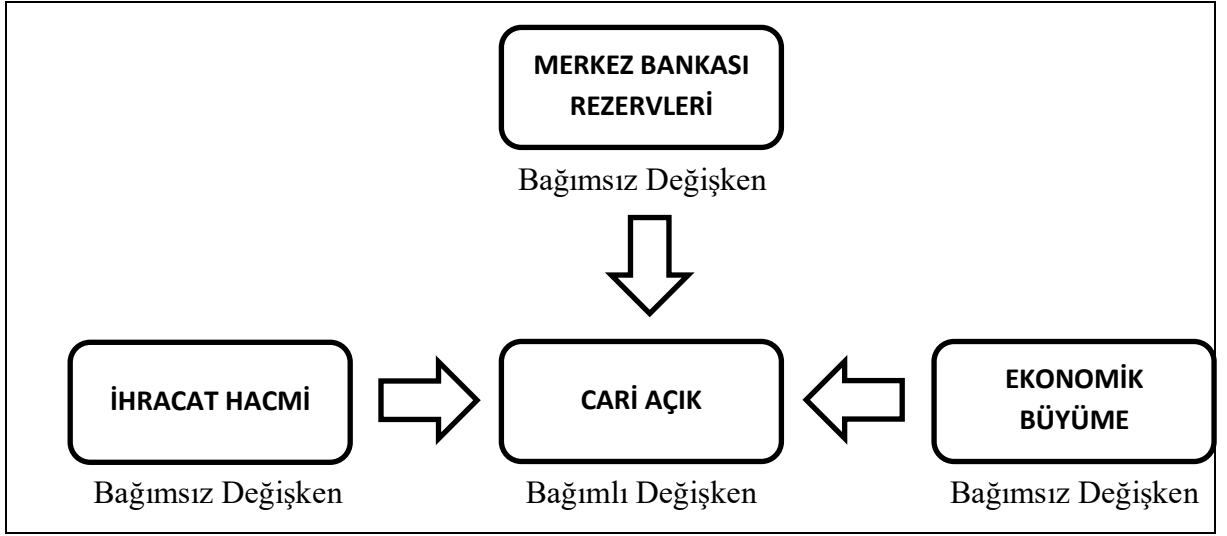 MERKEZ BANKASI
REZERVLERİ
Bağımsız Değişken
İHRACAT HACMİ
CARİ AÇIK
EKONOMİK
BÜYÜME
Bağımsız Değişken
Bağımlı Değişken
Bağımsız Değişken